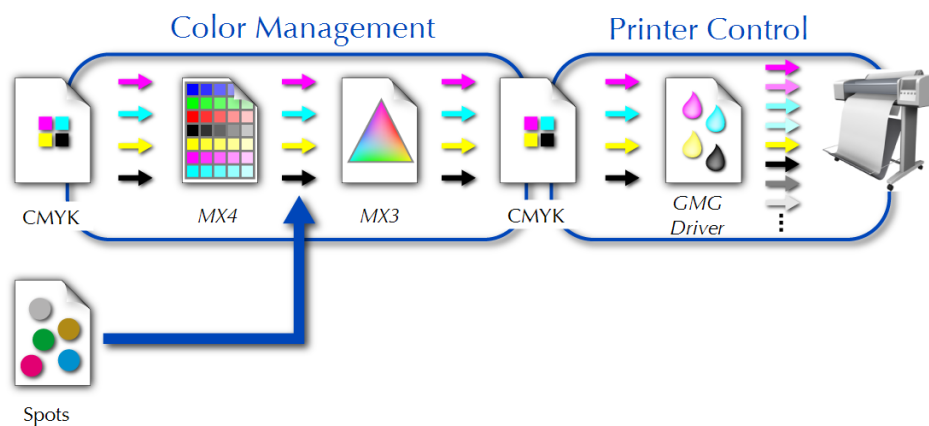 Color Management
Printer Control
CMYK
MX4
MX3
CMYK
GMG
Driver
Spots